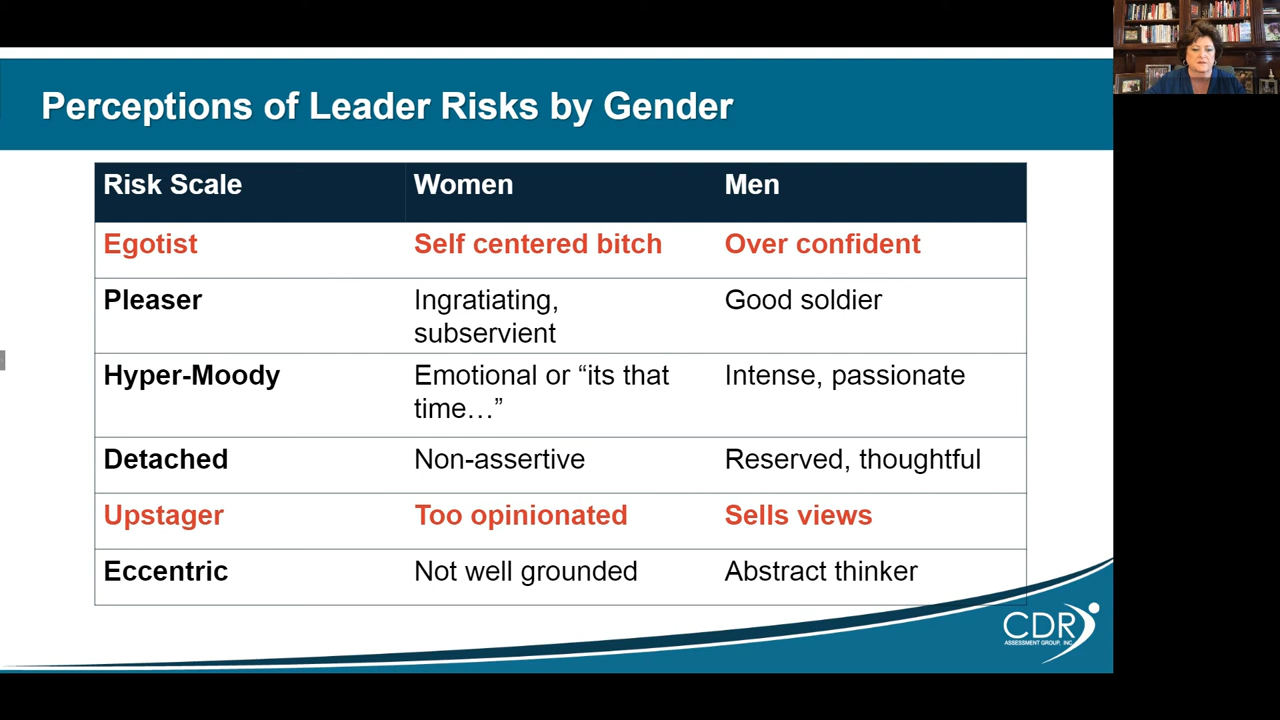 Perceptions of Leader Risks by Gender
Risk Scale Women Men
Egotist Self centered bitch Over confident
Pleaser Ingratiating, Good soldier
subservient
Hyper-Moody Emotional or “its that Intense, passionate
time…”
Detached Non-assertive Reserved, thoughtful
Upstager Too opinionated Sells views
Eccentric Not well grounded Abstract thinker
CDR
ASSESSMENT GROUP, INC.